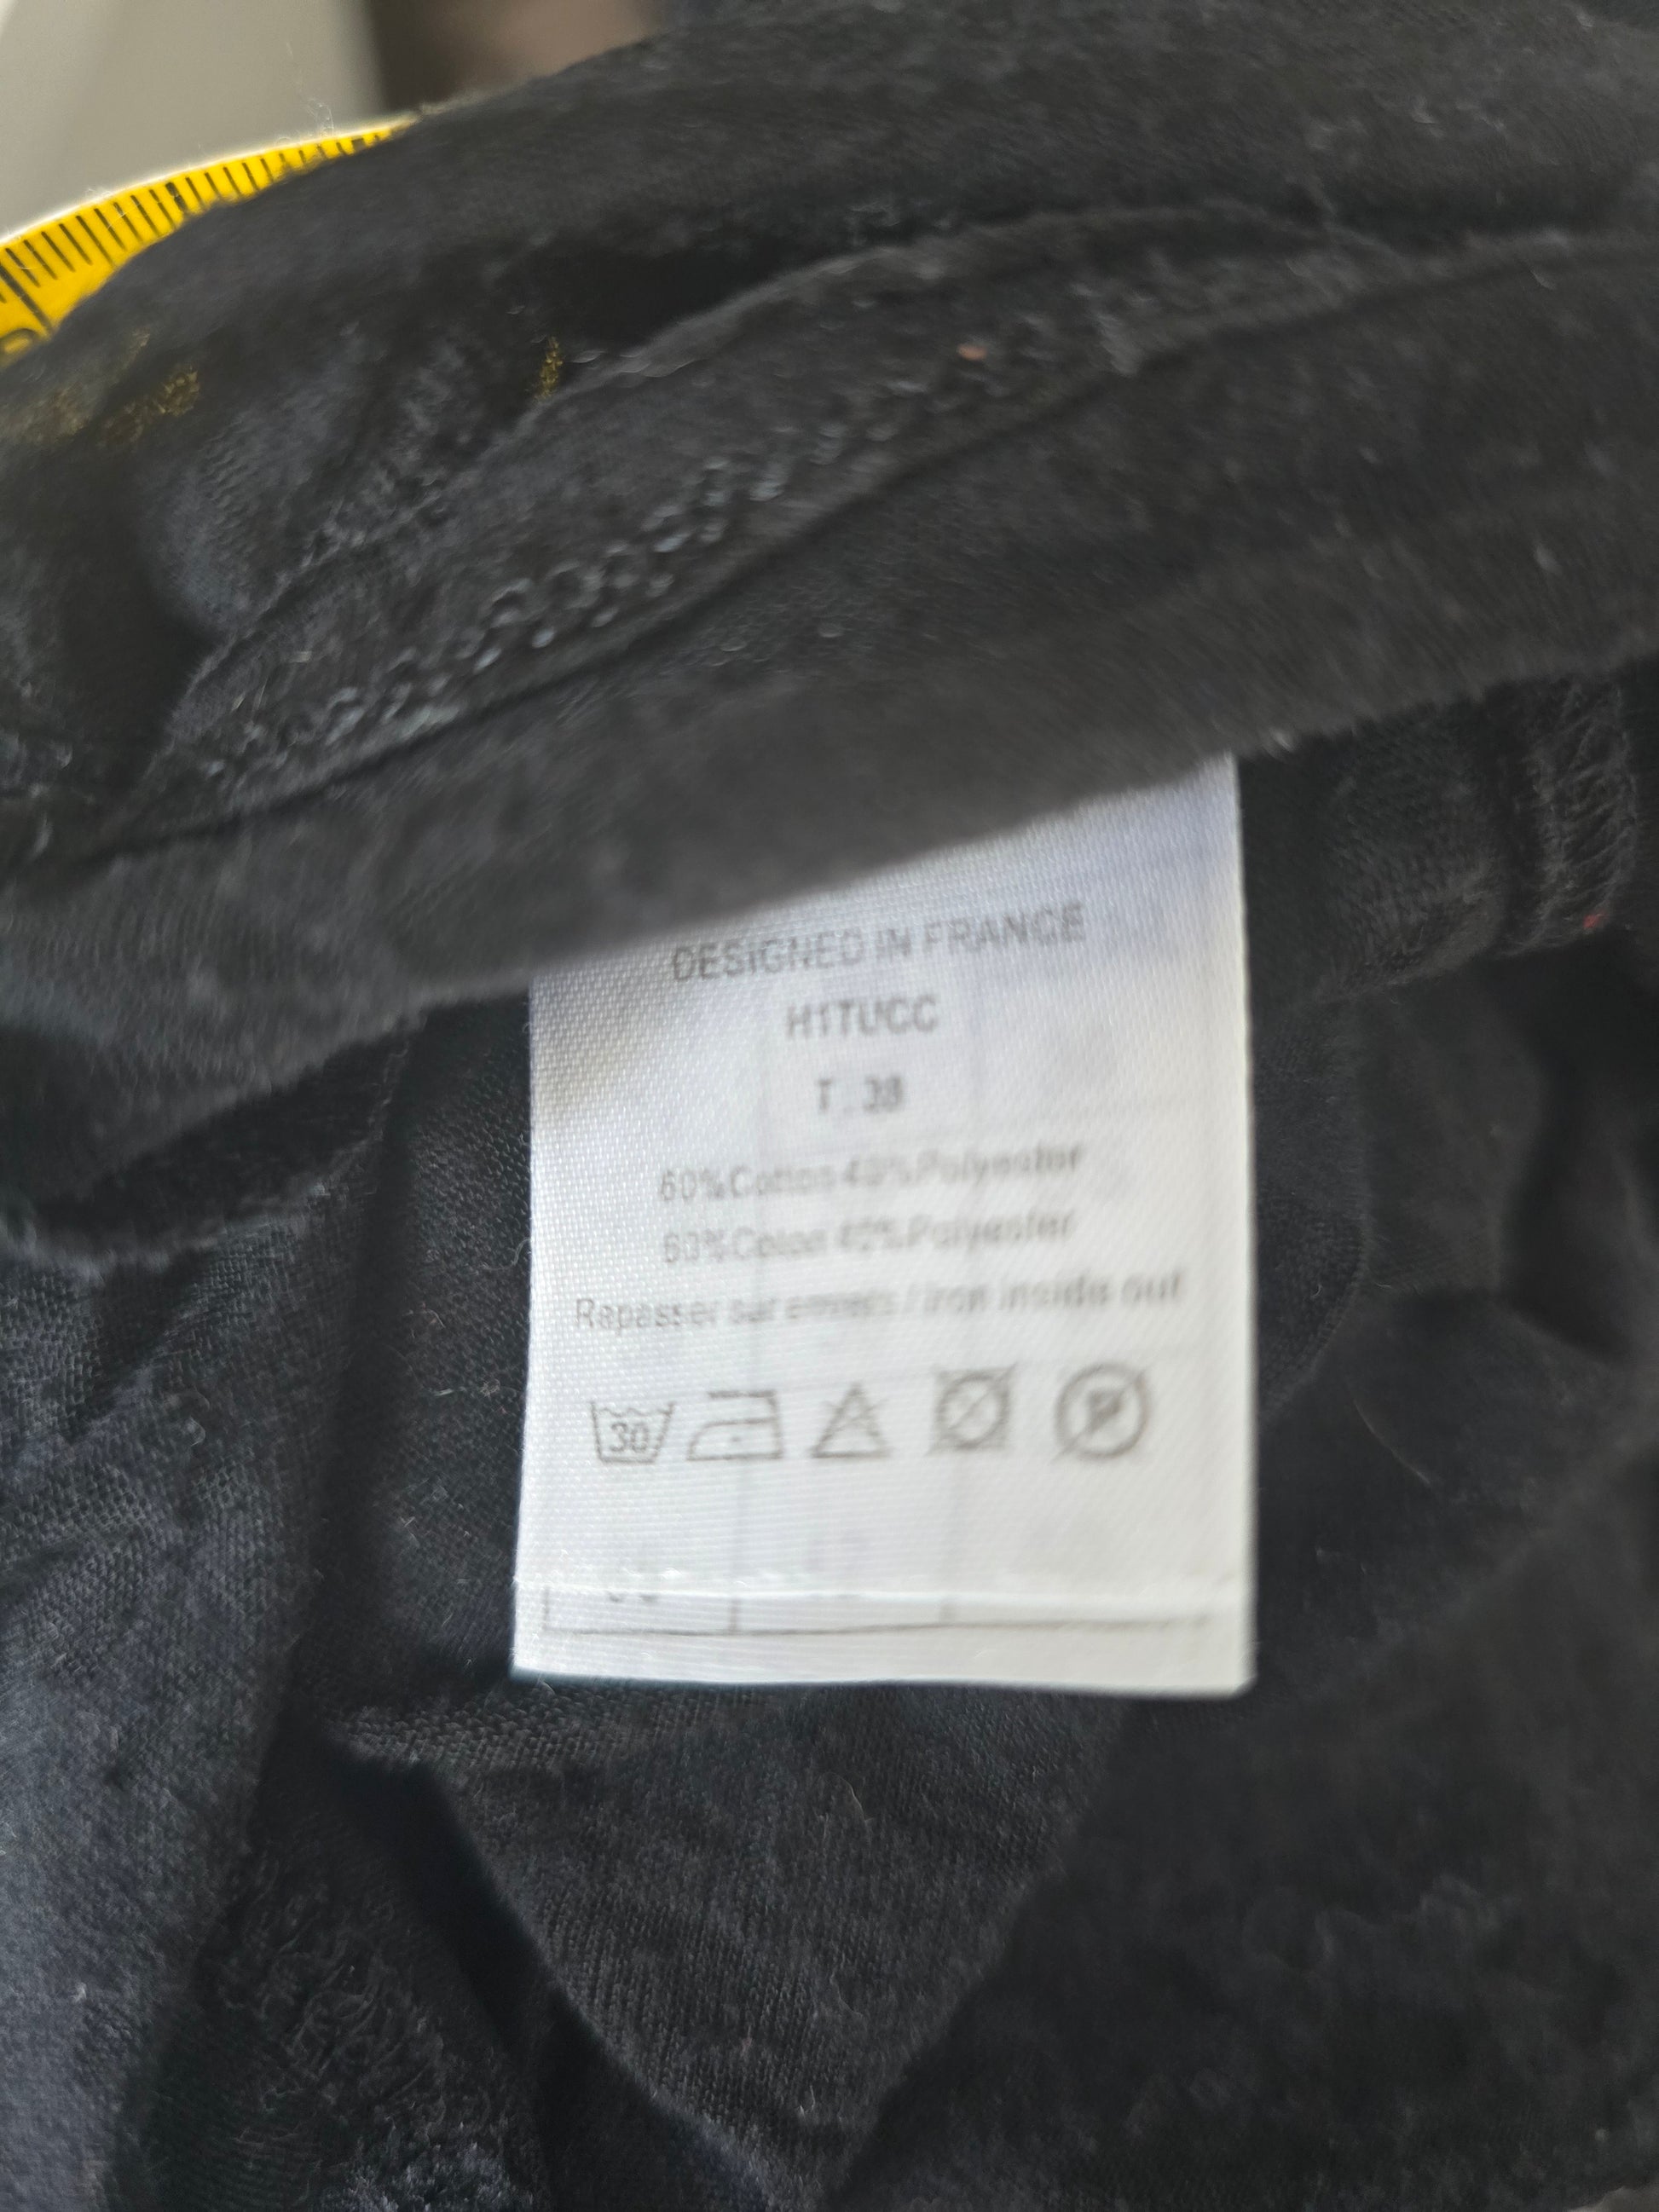 DESIGNED IN FRANCE
H1TUCC
T . 38
60%Cotton 40%Polyester
60%Coton 40%Polyester
Repasser sur envers / Iron inside out
30
P